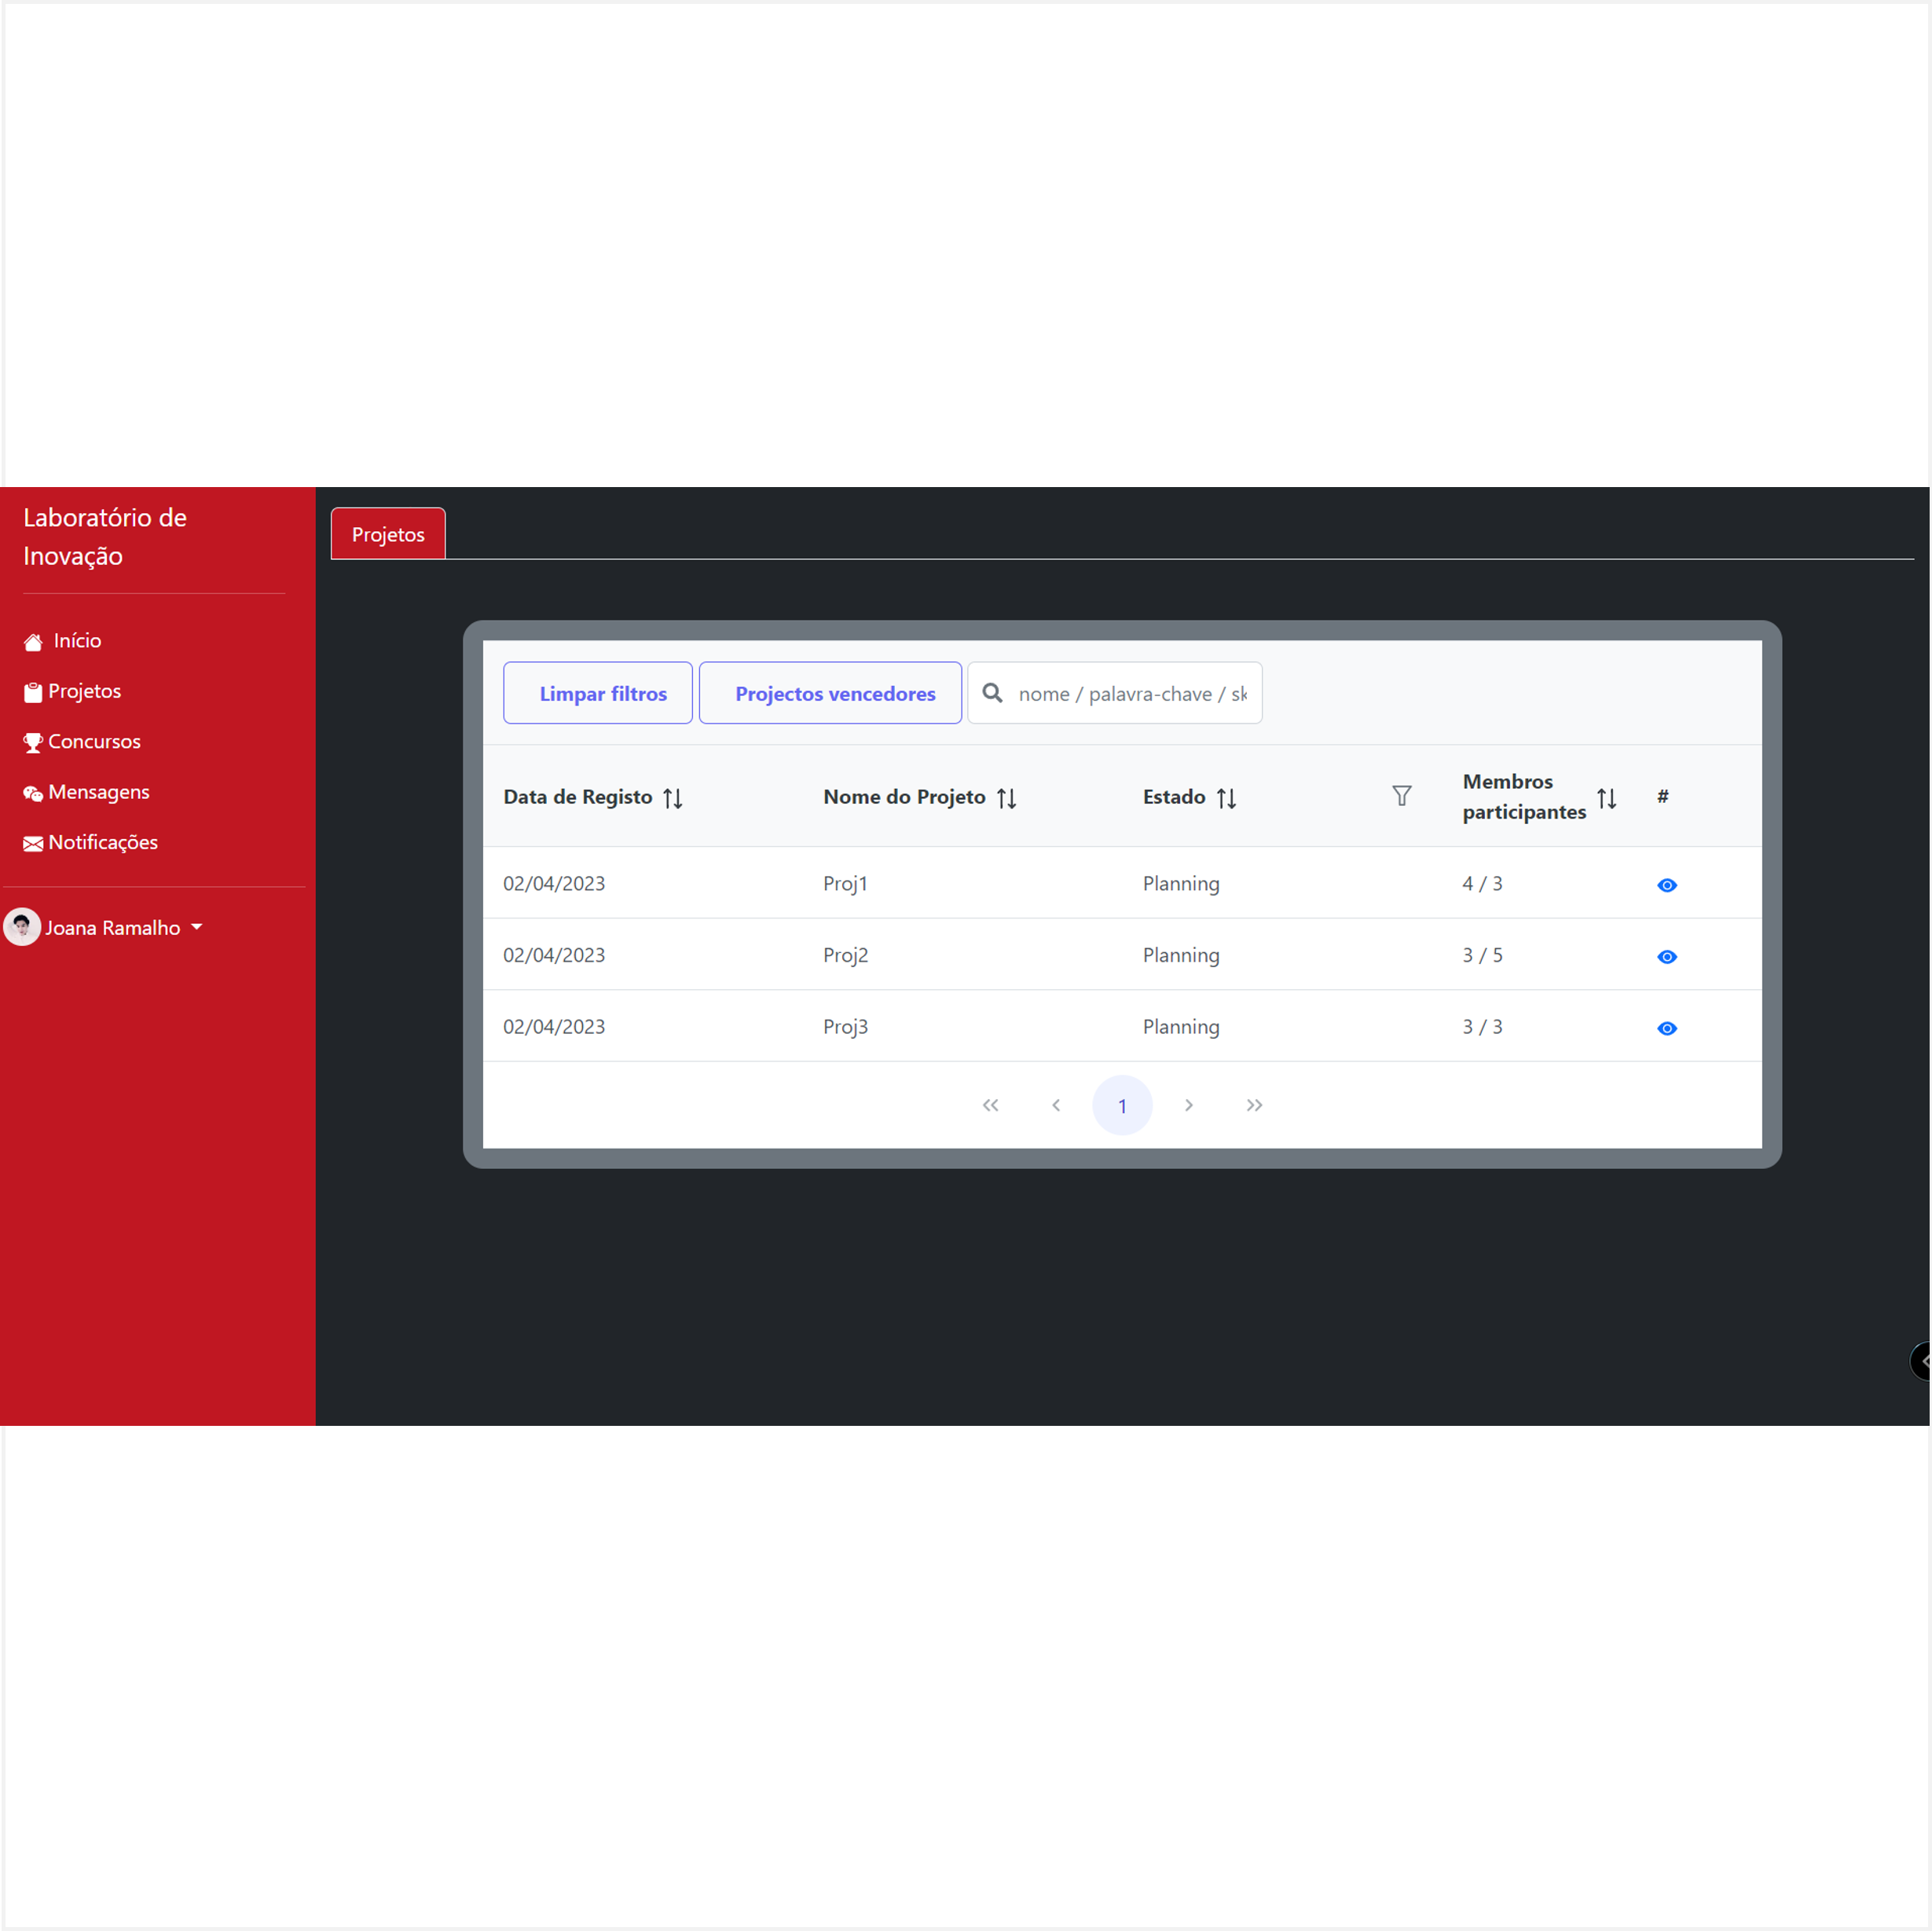 Laboratório de
Inovação
Início
Projetos
Concursos
Mensagens
Notificações
Joana Ramalho
Projetos
Limpar filtros
Projectos vencedores
nome / palavra-chave / sk
Data de Registo
Nome do Projeto
Estado
Membros
participantes
#
02/04/2023 Proj1 Planning 4 / 3
02/04/2023 Proj2 Planning 3 / 5
02/04/2023 Proj3 Planning 3 / 3
1